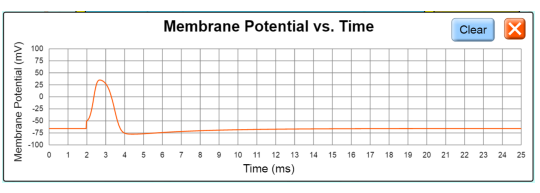 Membrane Potential vs. Time
Clear
Membrane Potential (mV)
100
75
50
25
0
-25
-50
-75
-100
0 1 2 3 4 5 6 7 8 9 10 11 12 13 14 15 16 17 18 19 20 21 22 23 24 25
Time (ms)